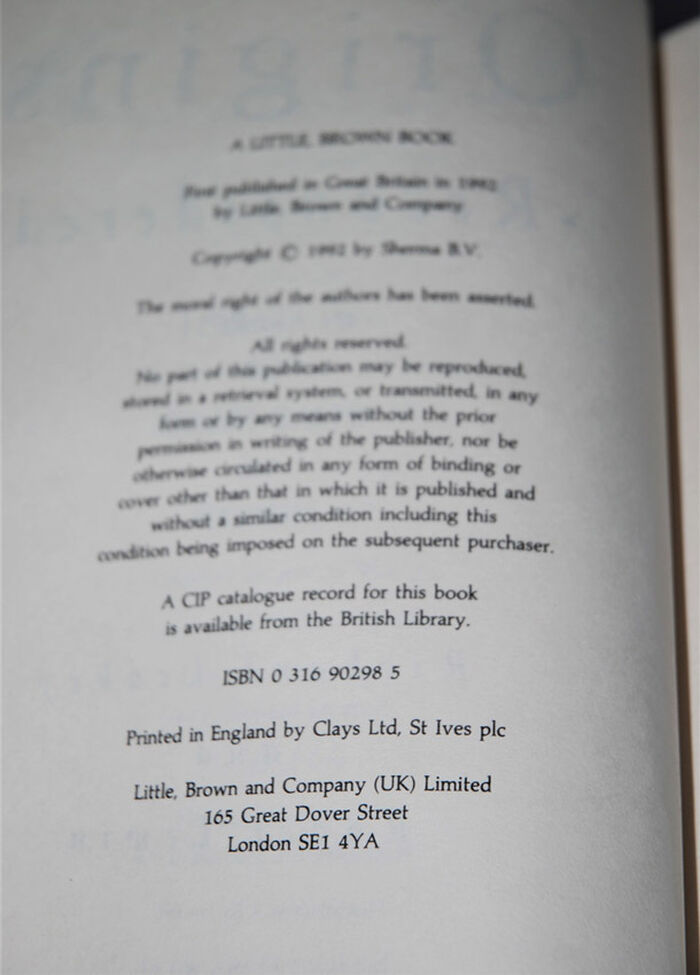 A LITTLE, BROWN BOOK
First published in Great Britain in 1992
by Little, Brown and Company
Copyright © 1992 by Sherma B.V.
The moral right of the authors has been asserted.
All rights reserved.
No part of this publication may be reproduced,
stored in a retrieval system, or transmitted, in any
form or by any means without the prior
permission in writing of the publisher, nor be
otherwise circulated in any form of binding or
cover other than that in which it is published and
without a similar condition including this
condition being imposed on the subsequent purchaser.
A CIP catalogue record for this book
is available from the British Library.
ISBN 0 316 90298 5
Printed in England by Clays Ltd, St Ives plc
Little, Brown and Company (UK) Limited
165 Great Dover Street
London SE1 4YA